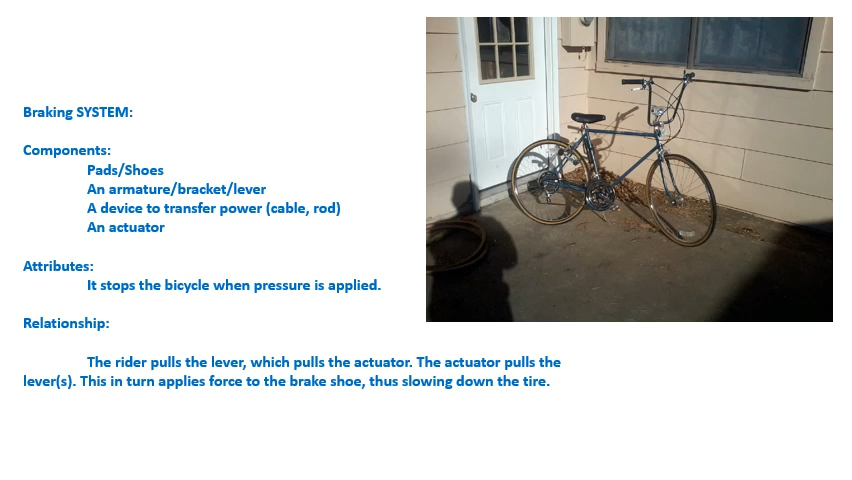 Braking SYSTEM:
Components:
Pads/Shoes
An armature/bracket/lever
A device to transfer power (cable, rod)
An actuator
Attributes:
It stops the bicycle when pressure is applied.
Relationship:
The rider pulls the lever, which pulls the actuator. The actuator pulls the
lever(s). This in turn applies force to the brake shoe, thus slowing down the tire.